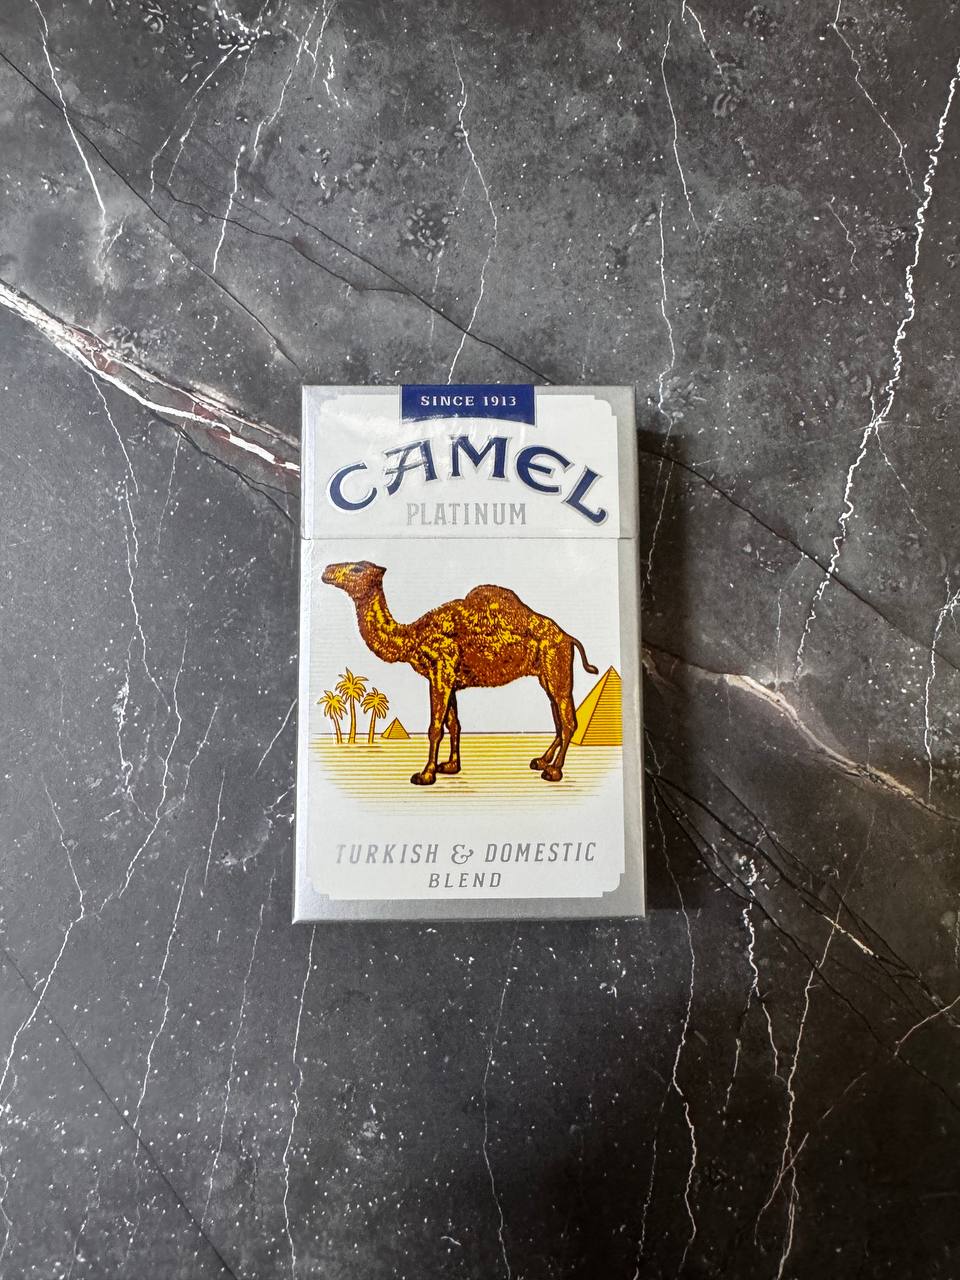 SINCE 1913
CAMEL
PLATINUM
TURKISH & DOMESTIC
BLEND